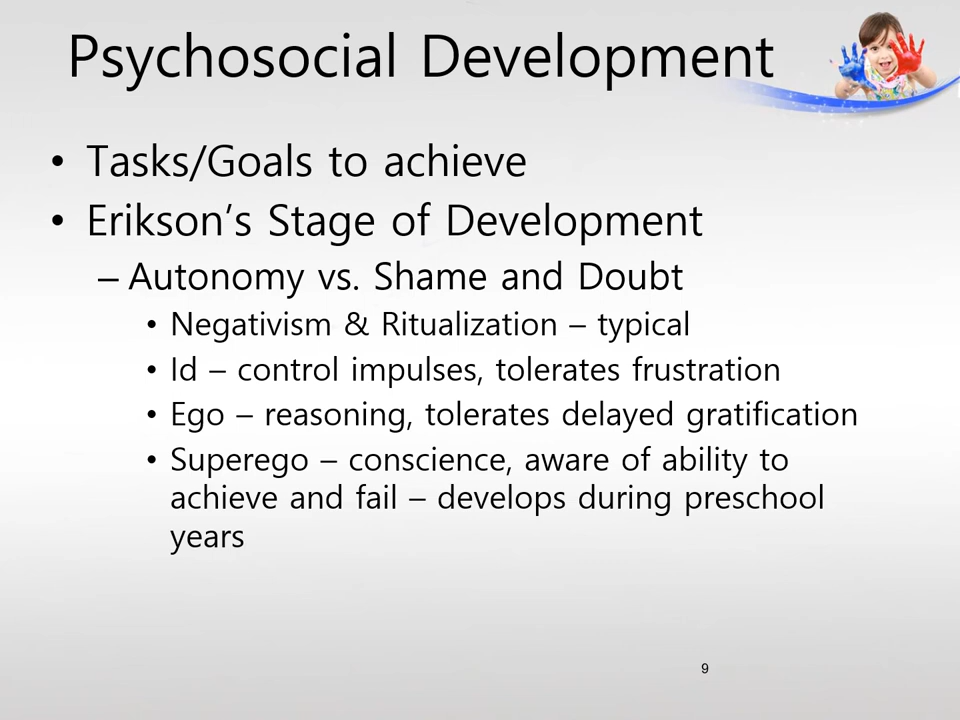 Psychosocial Development
• Tasks/Goals to achieve
• Erikson's Stage of Development
– Autonomy vs. Shame and Doubt
• Negativism & Ritualization – typical
• Id – control impulses, tolerates frustration
• Ego – reasoning, tolerates delayed gratification
• Superego – conscience, aware of ability to
achieve and fail – develops during preschool
years
9